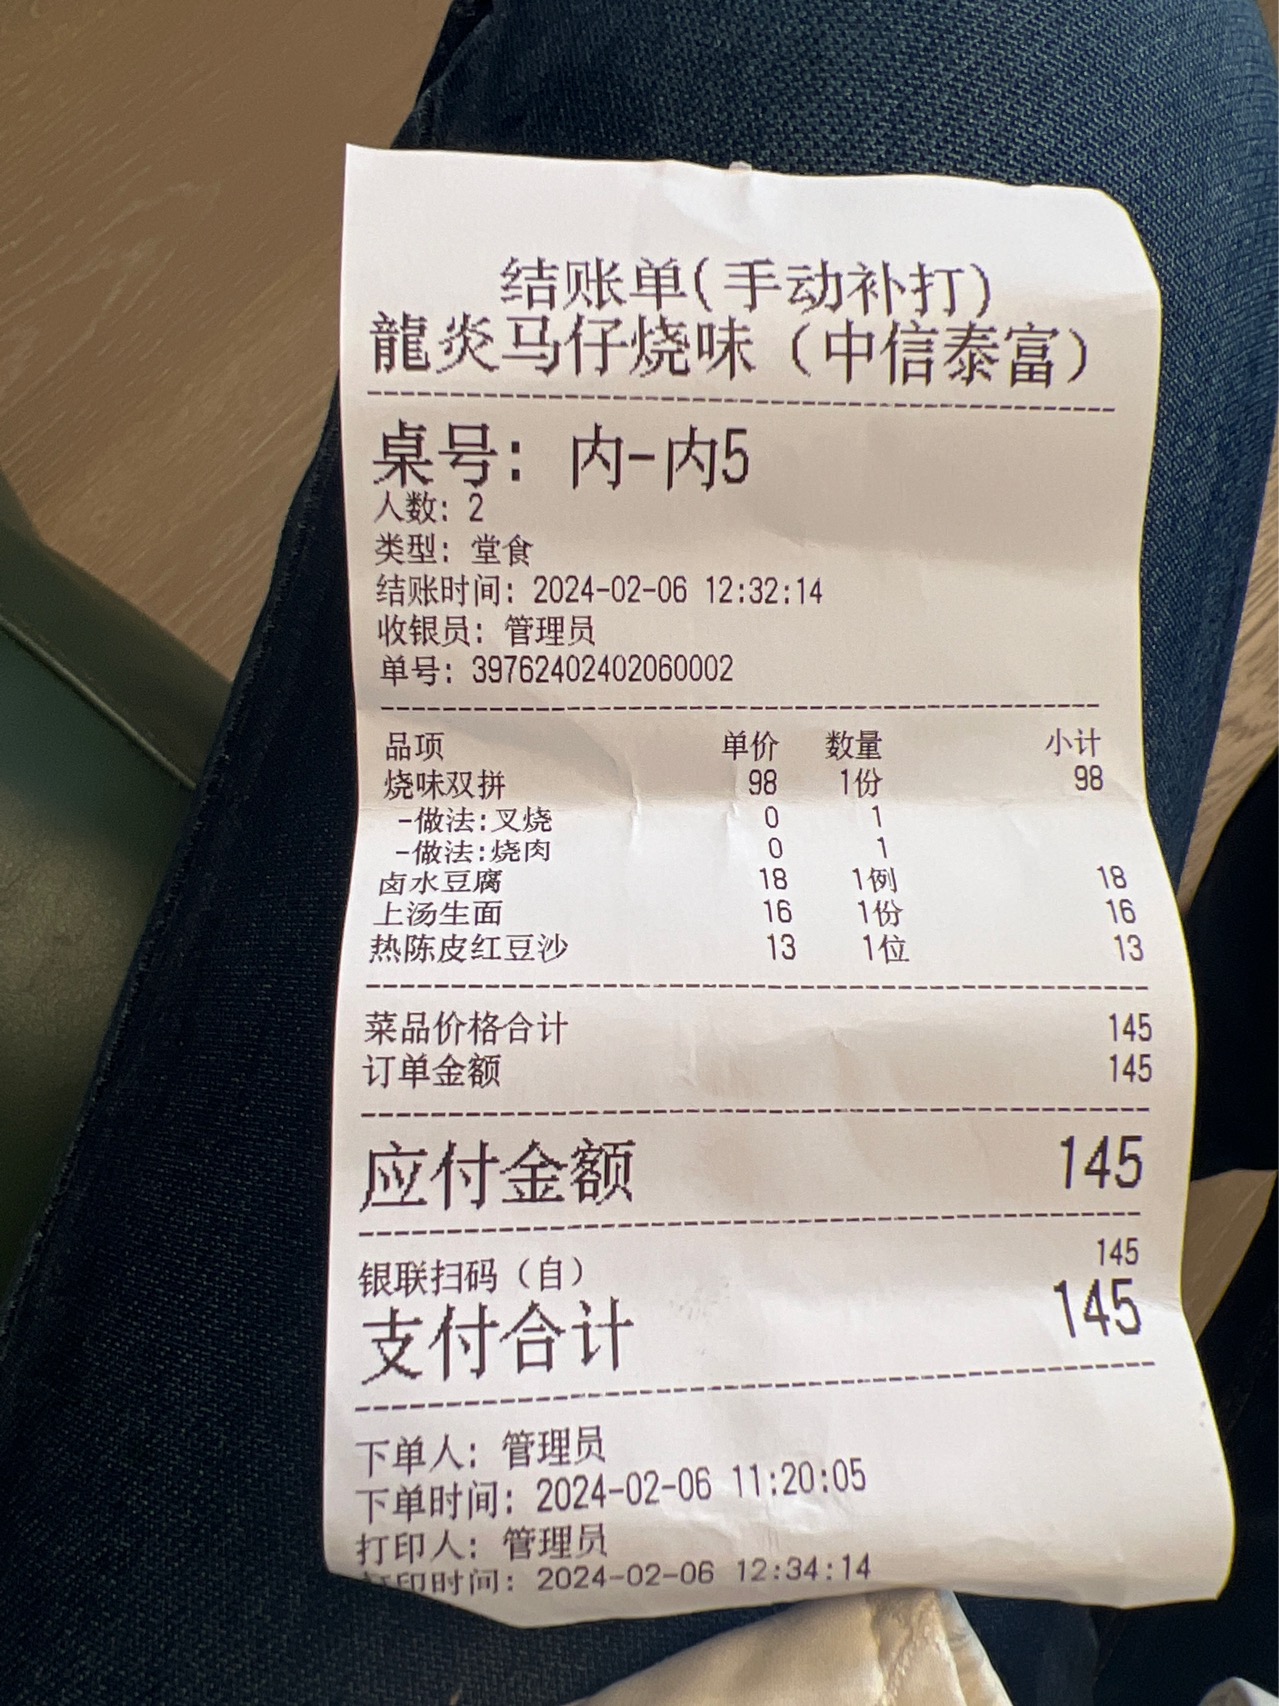 结账单(手动补打)
龍炎马仔烧味（中信泰富）
桌号: 内-内5
人数: 2
类型: 堂食
结账时间: 2024-02-06 12:32:14
收银员: 管理员
单号: 39762402402060002
品项 单价 数量 小计
烧味双拼 98 1份 98
-做法:叉烧 0 1
-做法:烧肉 0 1
卤水豆腐 18 1例 18
上汤生面 16 1份 16
热陈皮红豆沙 13 1位 13
菜品价格合计 145
订单金额 145
应付金额 145
银联扫码（自） 145
支付合计 145
下单人: 管理员
下单时间: 2024-02-06 11:20:05
打印人: 管理员
打印时间: 2024-02-06 12:34:14